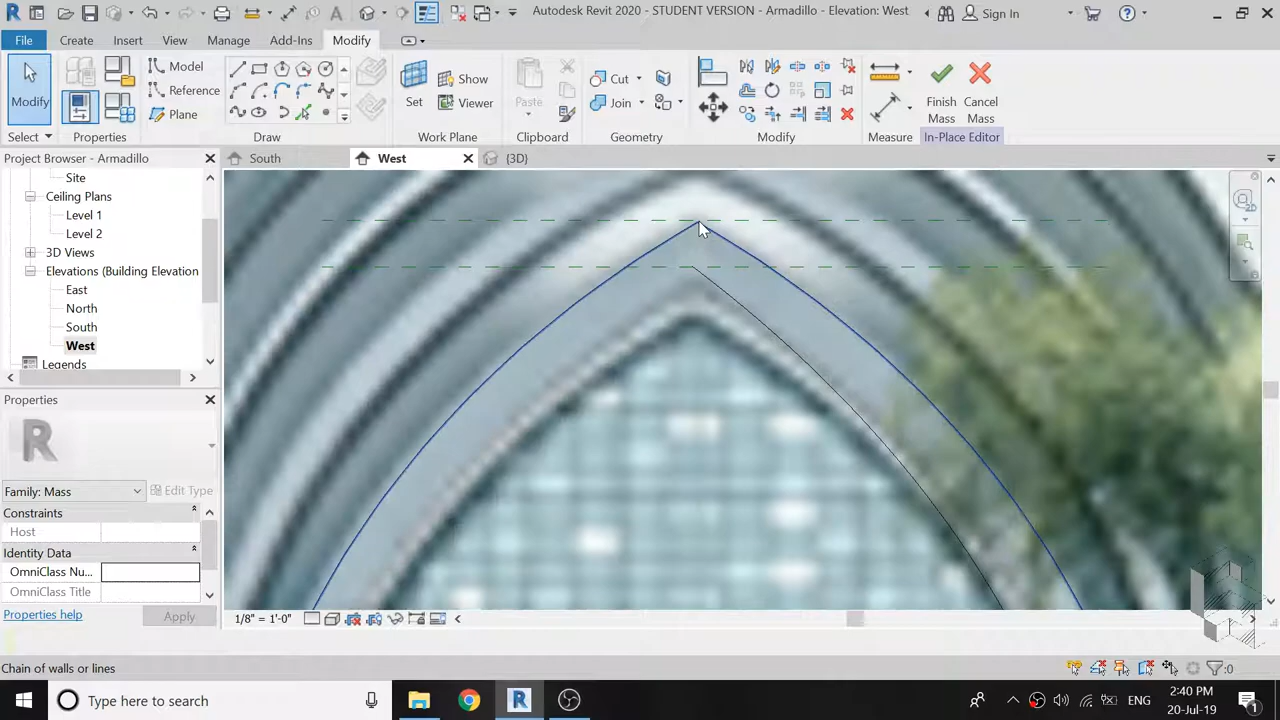 Autodesk Revit 2020 - STUDENT VERSION - Armadillo - Elevation: West
Sign In
File
Create
Insert
View
Manage
Add-Ins
Modify
Modify
Model
Reference
Plane
Set
Show
Viewer
Paste
Cut
Join
Finish
Mass
Cancel
Mass
Select
Properties
Draw
Work Plane
Clipboard
Geometry
Modify
Measure
In-Place Editor
Project Browser - Armadillo
South
West
{3D}
Site
Ceiling Plans
Level 1
Level 2
3D Views
Elevations (Building Elevation
East
North
South
West
Legends
Properties
R
Family: Mass
Edit Type
Constraints
Host
Identity Data
OmniClass Nu...
OmniClass Title
Properties help
Apply
1/8" = 1'-0"
Chain of walls or lines
:0
Type here to search
ENG
2:40 PM
20-Jul-19